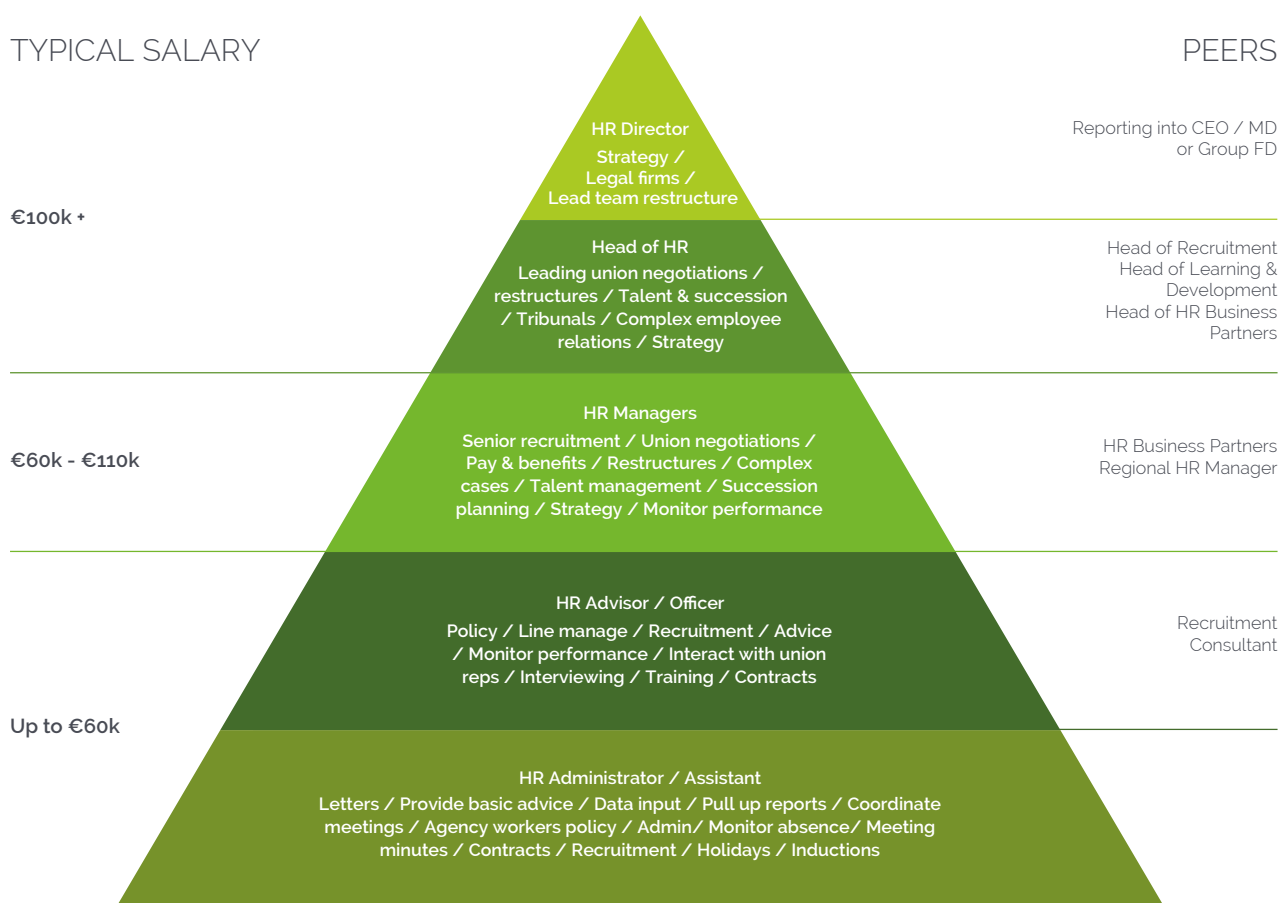 TYPICAL SALARY
PEERS
HR Director
Strategy /
Legal firms /
Lead team restructure
Reporting into CEO / MD
or Group FD
€100k +
Head of HR
Leading union negotiations /
restructures / Talent & succession
/ Tribunals / Complex employee
relations / Strategy
Head of Recruitment
Head of Learning &
Development
Head of HR Business
Partners
HR Managers
Senior recruitment / Union negotiations /
Pay & benefits / Restructures / Complex
cases / Talent management / Succession
planning / Strategy / Monitor performance
€60k - €110k
HR Business Partners
Regional HR Manager
HR Advisor / Officer
Policy / Line manage / Recruitment / Advice
/ Monitor performance / Interact with union
reps / Interviewing / Training / Contracts
Recruitment
Consultant
Up to €60k
HR Administrator / Assistant
Letters / Provide basic advice / Data input / Pull up reports / Coordinate
meetings / Agency workers policy / Admin/ Monitor absence/ Meeting
minutes / Contracts / Recruitment / Holidays / Inductions